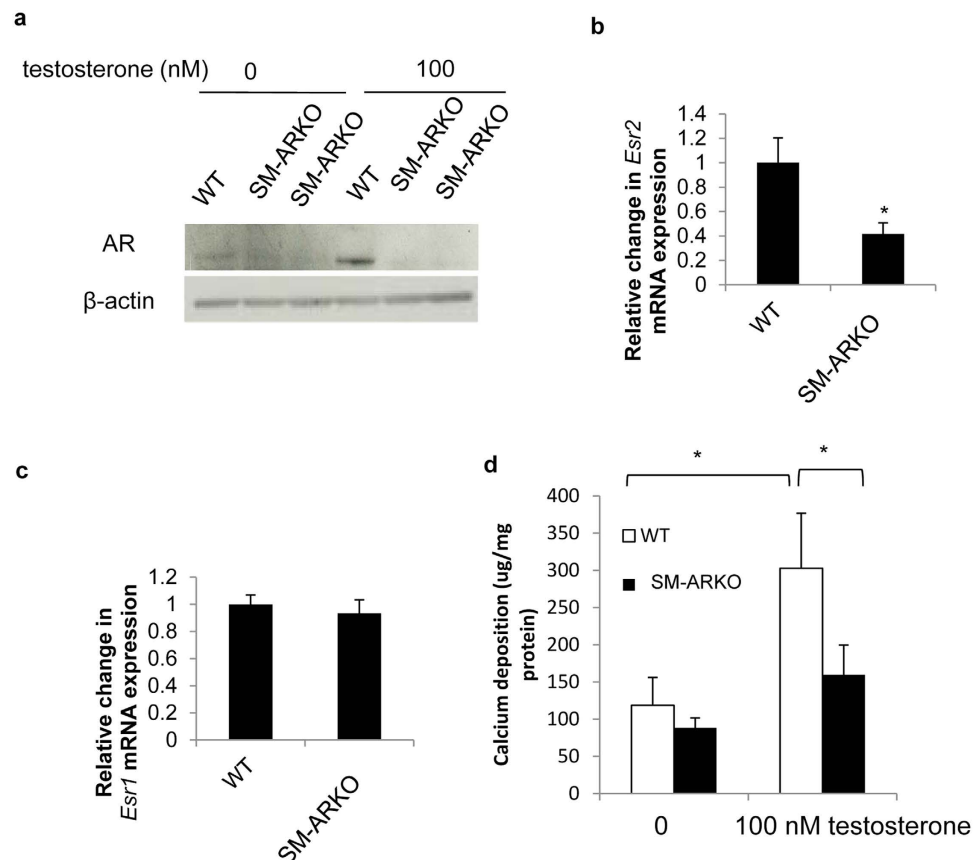 a
testosterone (nM)
0
100
WT
SM-ARKO
SM-ARKO
WT
SM-ARKO
SM-ARKO
AR
β-actin
b
Relative change in Esr2
mRNA expression
1.4
1.2
1
0.8
0.6
0.4
0.2
0
*
WT
SM-ARKO
c
Relative change in
Esr1 mRNA expression
1.2
1
0.8
0.6
0.4
0.2
0
WT
SM-ARKO
d
Calcium deposition (ug/mg
protein)
400
350
300
250
200
150
100
50
0
*
*
WT
SM-ARKO
0
100 nM testosterone